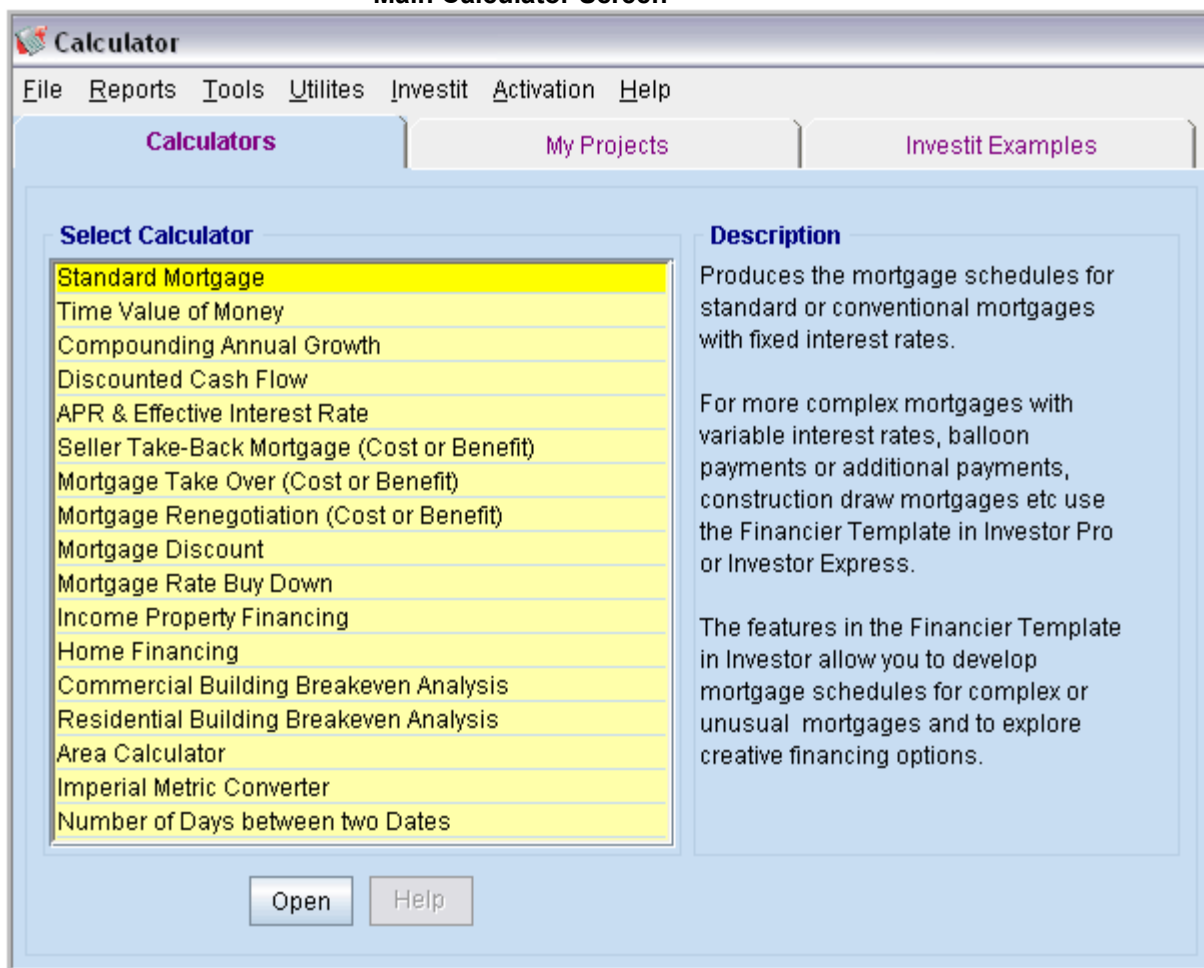 Main Calculator Screen
Calculator
File Reports Tools Utilites Investit Activation Help
Calculators My Projects Investit Examples
Select Calculator
Standard Mortgage
Time Value of Money
Compounding Annual Growth
Discounted Cash Flow
APR & Effective Interest Rate
Seller Take-Back Mortgage (Cost or Benefit)
Mortgage Take Over (Cost or Benefit)
Mortgage Renegotiation (Cost or Benefit)
Mortgage Discount
Mortgage Rate Buy Down
Income Property Financing
Home Financing
Commercial Building Breakeven Analysis
Residential Building Breakeven Analysis
Area Calculator
Imperial Metric Converter
Number of Days between two Dates
Description
Produces the mortgage schedules for
standard or conventional mortgages
with fixed interest rates.
For more complex mortgages with
variable interest rates, balloon
payments or additional payments,
construction draw mortgages etc use
the Financier Template in Investor Pro
or Investor Express.
The features in the Financier Template
in Investor allow you to develop
mortgage schedules for complex or
unusual mortgages and to explore
creative financing options.
Open Help